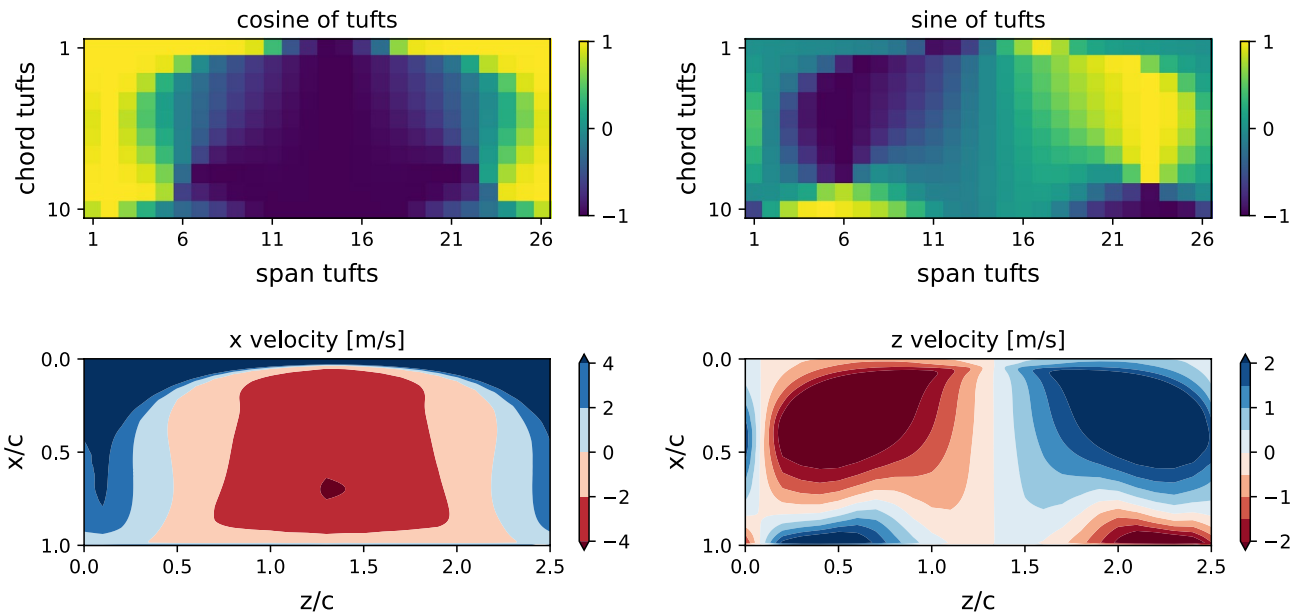 cosine of tufts
1
10
chord tufts
1 6 11 16 21 26
span tufts
1
0
−1
sine of tufts
1
10
chord tufts
1 6 11 16 21 26
span tufts
1
0
−1
x velocity [m/s]
0.0
0.5
1.0
x/c
0.0 0.5 1.0 1.5 2.0 2.5
z/c
4
2
0
−2
−4
z velocity [m/s]
0.0
0.5
1.0
x/c
0.0 0.5 1.0 1.5 2.0 2.5
z/c
2
1
0
−1
−2